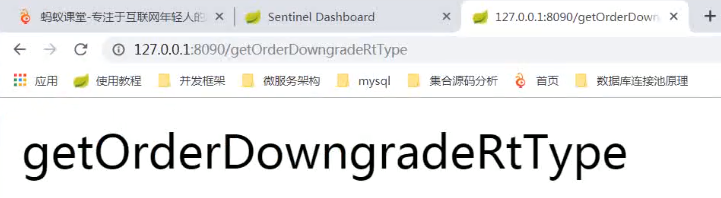 蚂蚁课堂-专注于互联网年轻人的 Sentinel Dashboard 127.0.0.1:8090/getOrderDown
127.0.0.1:8090/getOrderDowngradeRtType
应用 使用教程 开发框架 微服务架构 mysql 集合源码分析 首页 数据库连接池原理
getOrderDowngradeRtType